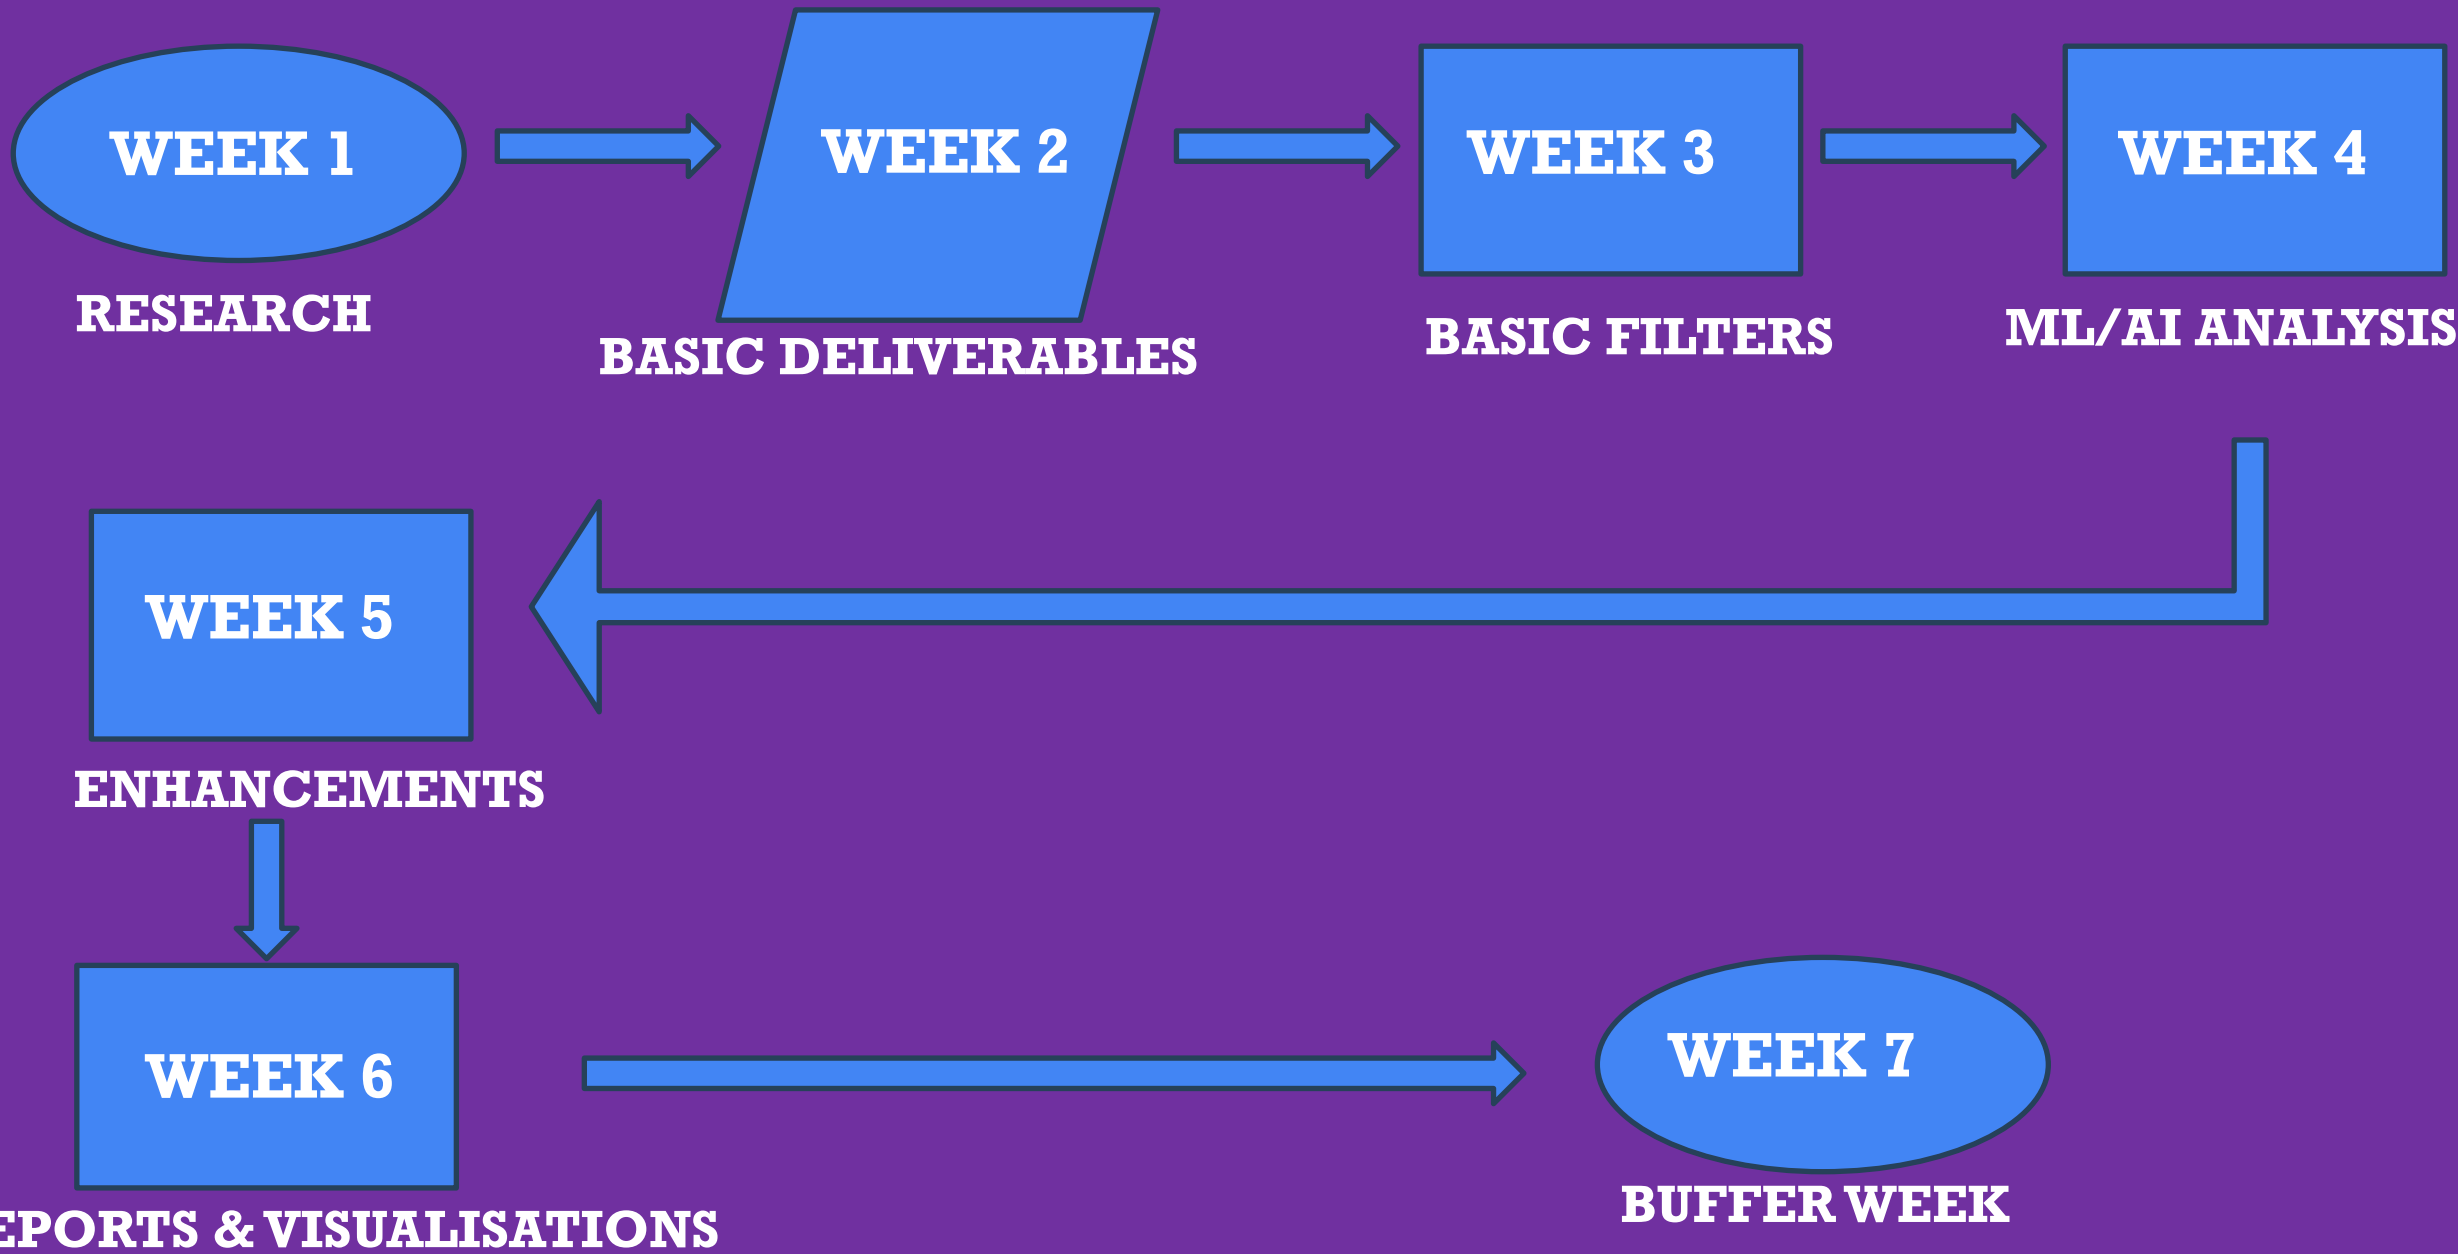 WEEK 1
WEEK 2
WEEK 3
WEEK 4
RESEARCH
BASIC DELIVERABLES
BASIC FILTERS
ML/AI ANALYSIS
WEEK 5
ENHANCEMENTS
WEEK 6
WEEK 7
EPORTS & VISUALISATIONS
BUFFER WEEK